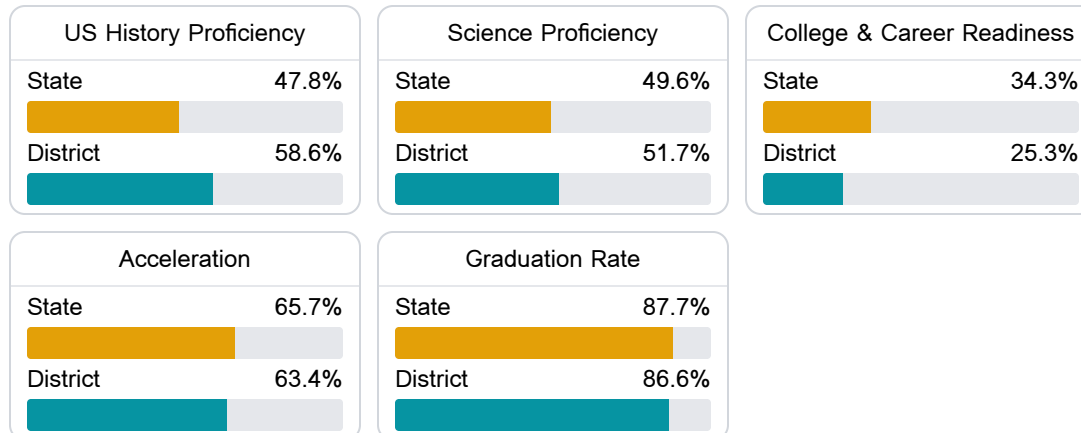 US History Proficiency
State 47.8%
District 58.6%
Science Proficiency
State 49.6%
District 51.7%
College & Career Readiness
State 34.3%
District 25.3%
Acceleration
State 65.7%
District 63.4%
Graduation Rate
State 87.7%
District 86.6%